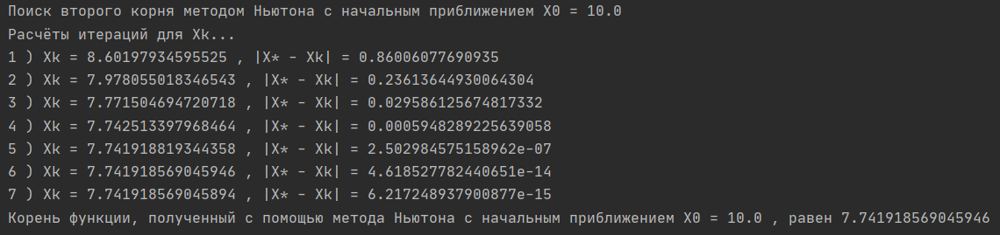 Поиск второго корня методом Ньютона с начальным приближением X0 = 10.0
Расчёты итераций для Xk...
1 ) Xk = 8.60197934595525 , |X* - Xk| = 0.86006077690935
2 ) Xk = 7.978055018346543 , |X* - Xk| = 0.23613644930064304
3 ) Xk = 7.771504694720718 , |X* - Xk| = 0.029586125674817332
4 ) Xk = 7.742513397968464 , |X* - Xk| = 0.0005948289225639058
5 ) Xk = 7.741918819344358 , |X* - Xk| = 2.502984575158962e-07
6 ) Xk = 7.741918569045946 , |X* - Xk| = 4.618527782440651e-14
7 ) Xk = 7.741918569045894 , |X* - Xk| = 6.217248937900877e-15
Корень функции, полученный с помощью метода Ньютона с начальным приближением X0 = 10.0 , равен 7.741918569045946